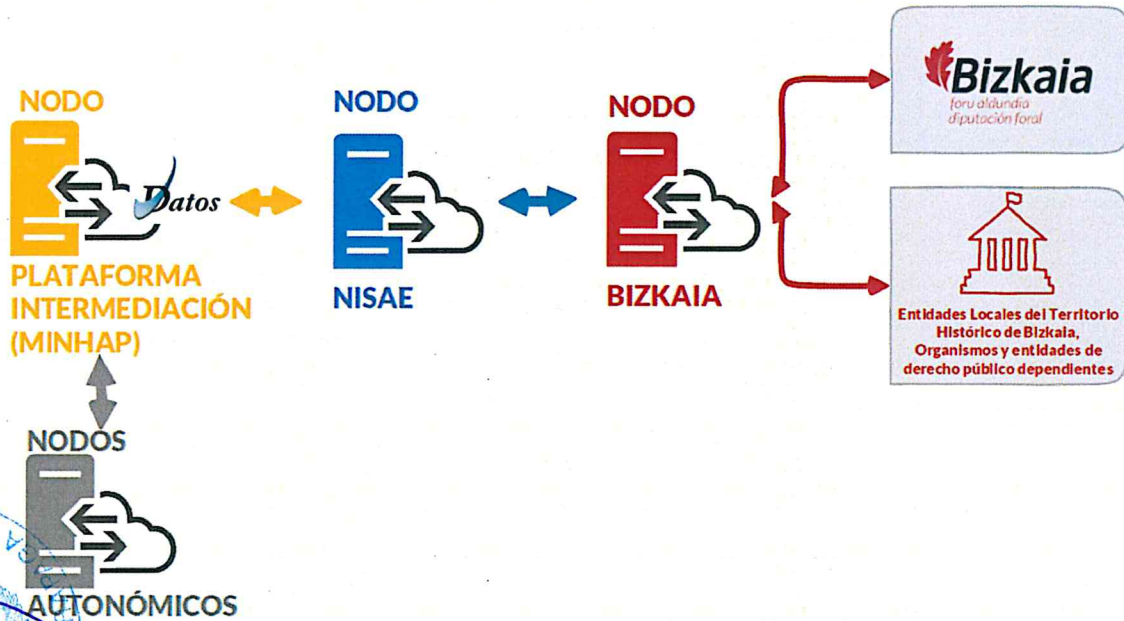 NODO
Datos
PLATAFORMA
INTERMEDIACIÓN
(MINHAP)
NODOS
AUTONÓMICOS
NODO
NISAE
NODO
BIZKAIA
Bizkaia
foru aldundia
diputación foral
Entidades Locales del Territorio
Histórico de Bizkaia,
Organismos y entidades de
derecho público dependientes